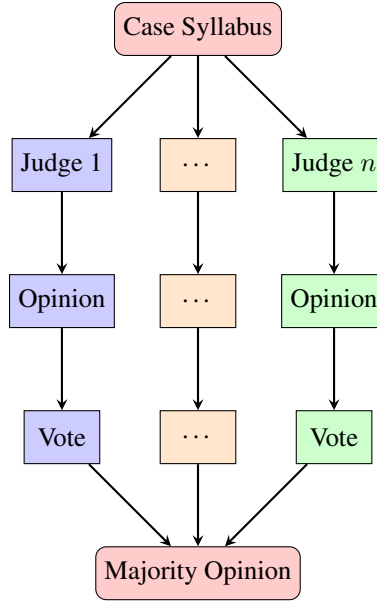 Case Syllabus
Judge 1
...
Judge n
Opinion
...
Opinion
Vote
...
Vote
Majority Opinion